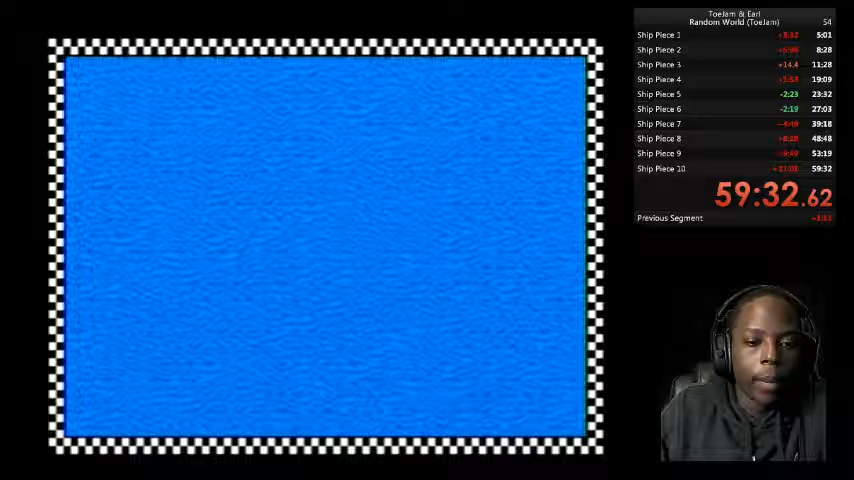 ToeJam & Earl
Random World (ToeJam) 54
Ship Piece 1 5:01
Ship Piece 2 8:28
Ship Piece 3 +14.4 11:28
Ship Piece 4 19:09
Ship Piece 5 -2:23 23:32
Ship Piece 6 -2:19 27:03
Ship Piece 7 39:18
Ship Piece 8 48:48
Ship Piece 9 53:19
Ship Piece 10 59:32
59:32.62
Previous Segment